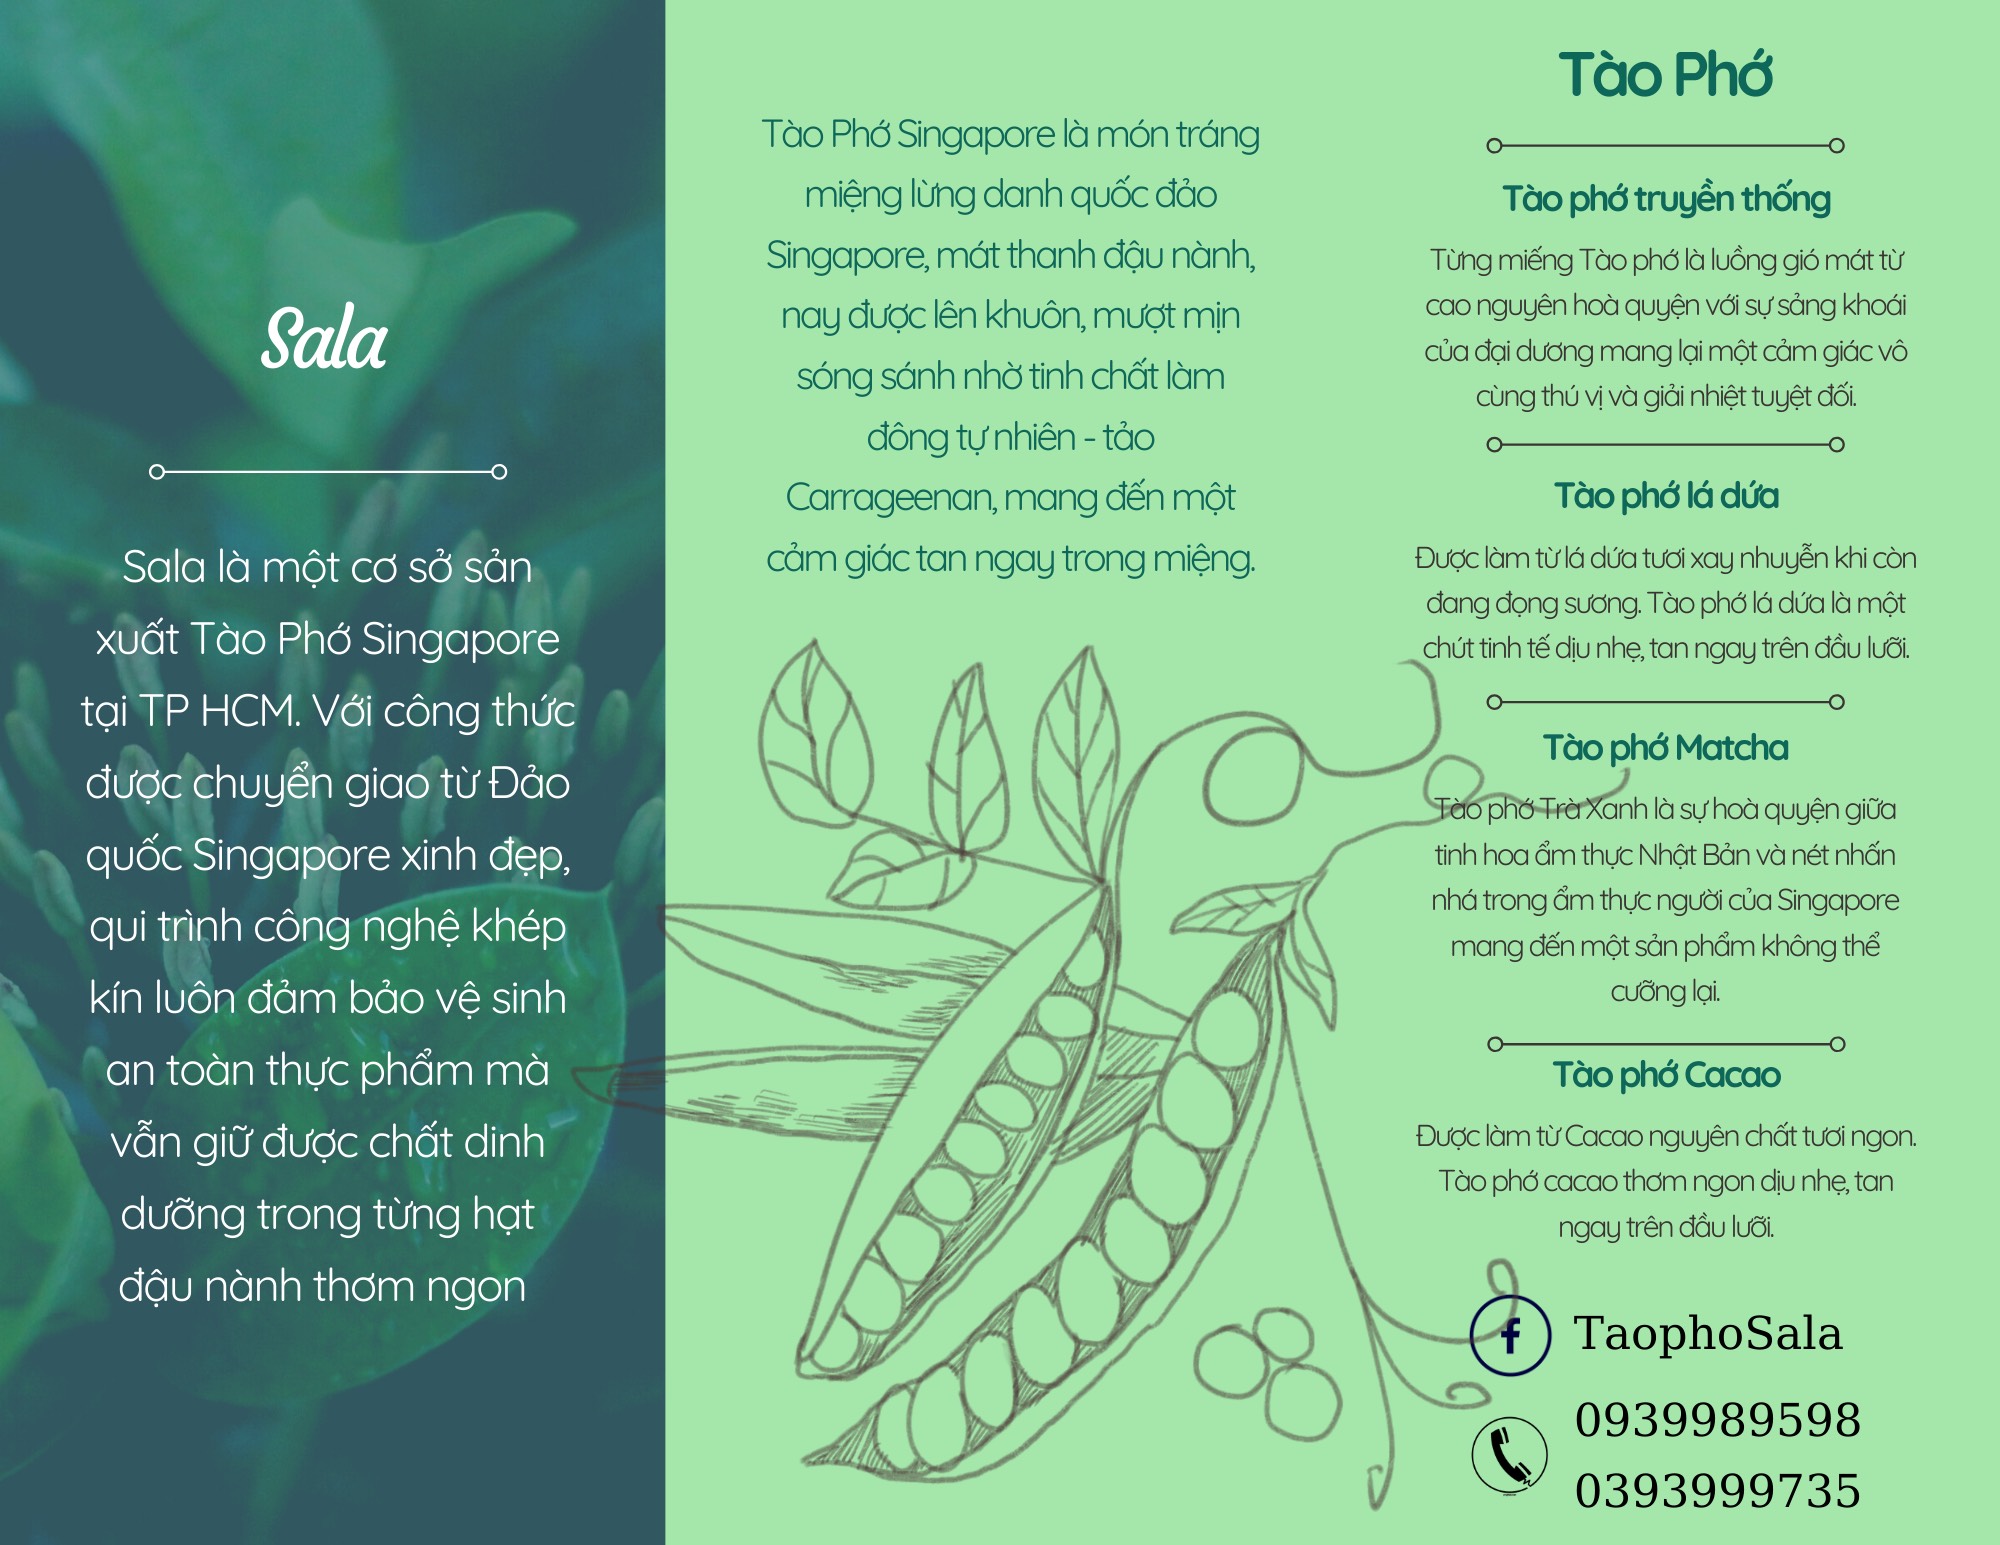 Sala
Sala là một cơ sở sản
xuất Tào Phớ Singapore
tại TP HCM. Với công thức
được chuyển giao từ Đảo
quốc Singapore xinh đẹp,
qui trình công nghệ khép
kín luôn đảm bảo vệ sinh
an toàn thực phẩm mà
vẫn giữ được chất dinh
dưỡng trong từng hạt
đậu nành thơm ngon
Tào Phớ Singapore là món tráng
miệng lừng danh quốc đảo
Singapore, mát thanh đậu nành,
nay được lên khuôn, mượt mịn
sóng sánh nhờ tinh chất làm
đông tự nhiên - tảo
Carrageenan, mang đến một
cảm giác tan ngay trong miệng.
Tào Phớ
Tào phớ truyền thống
Từng miếng Tào phớ là luồng gió mát từ
cao nguyên hoà quyện với sự sảng khoái
của đại dương mang lại một cảm giác vô
cùng thú vị và giải nhiệt tuyệt đối.
Tào phớ lá dứa
Được làm từ lá dứa tươi xay nhuyễn khi còn
đang đọng sương. Tào phớ lá dứa là một
chút tinh tế dịu nhẹ, tan ngay trên đầu lưỡi.
Tào phớ Matcha
Tào phớ Trà Xanh là sự hoà quyện giữa
tinh hoa ẩm thực Nhật Bản và nét nhấn
nhá trong ẩm thực người của Singapore
mang đến một sản phẩm không thể
cưỡng lại.
Tào phớ Cacao
Được làm từ Cacao nguyên chất tươi ngon.
Tào phớ cacao thơm ngon dịu nhẹ, tan
ngay trên đầu lưỡi.
TaophoSala
0939989598
0393999735